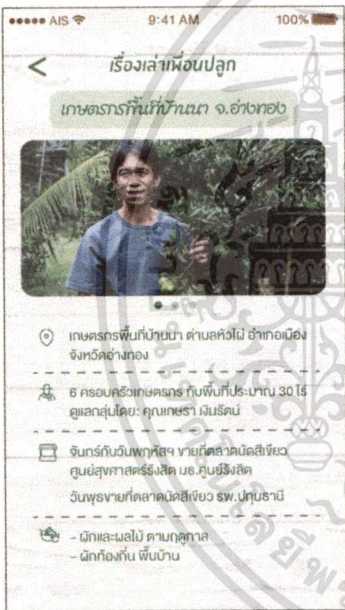 AIS 9:41 AM 100%
< เรื่องเล่าเพื่อนปลูก
เกษตรกรพื้นที่บ้านนา จ.อ่างทอง
เกษตรกรพื้นที่บ้านนา ตำบลหัวไผ่ อำเภอเมือง
จังหวัดอ่างทอง
6 ครอบครัวเกษตรกร กับพื้นที่ประมาณ 30 ไร่
ดูแลกลุ่มโดย: คุณเกษรา เงินรัตน์
จันทร์กับวันพฤหัสฯ ขายที่ตลาดนัดสีเขียว
ศูนย์สุขศาสตร์รังสิต มธ.ศูนย์รังสิต
วันพุธขายที่ตลาดนัดสีเขียว รพ.ปทุมธานี
- ผักและผลไม้ ตามฤดูกาล
- ผักท้องถิ่น พื้นบ้าน